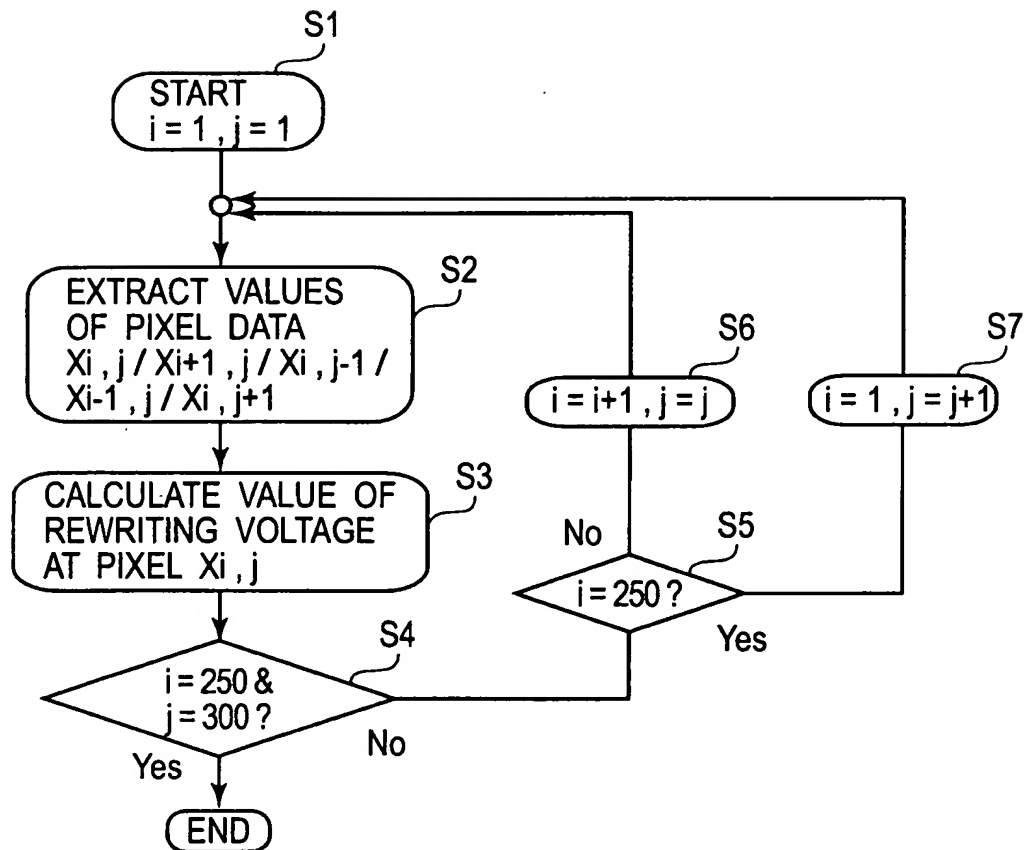 S1
START
i = 1 , j = 1
S2
EXTRACT VALUES
OF PIXEL DATA
Xi , j / Xi+1 , j / Xi , j-1 /
Xi-1 , j / Xi , j+1
S6
i = i+1 , j = j
S7
i = 1 , j = j+1
S3
CALCULATE VALUE OF
REWRITING VOLTAGE
AT PIXEL Xi , j
No
S5
i = 250 ?
Yes
S4
i = 250 &
j = 300 ?
No
Yes
END